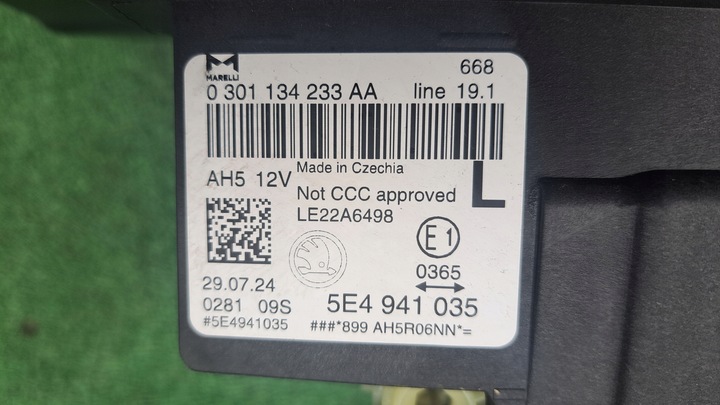 MARELLI
668
0 301 134 233 AA line 19.1
AH5 12V
Made in Czechia
Not CCC approved
LE22A6498
L
E1
0365
29.07.24
0281 09S
5E4 941 035
#5E4941035
###*899 AH5R06NN*=